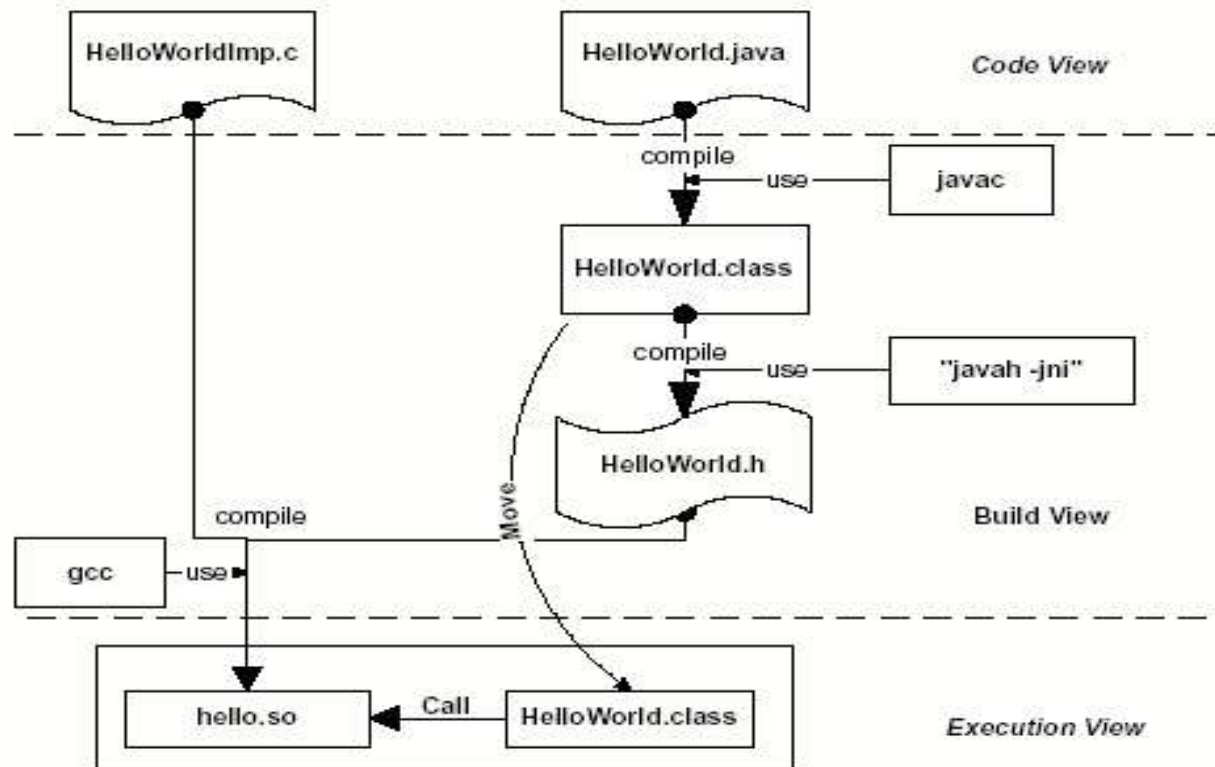 HelloWorldImp.c
HelloWorld.java
Code View
compile
use
javac
HelloWorld.class
compile
use
"javah -jni"
HelloWorld.h
Move
compile
Build View
gcc
use
hello.so
Call
HelloWorld.class
Execution View